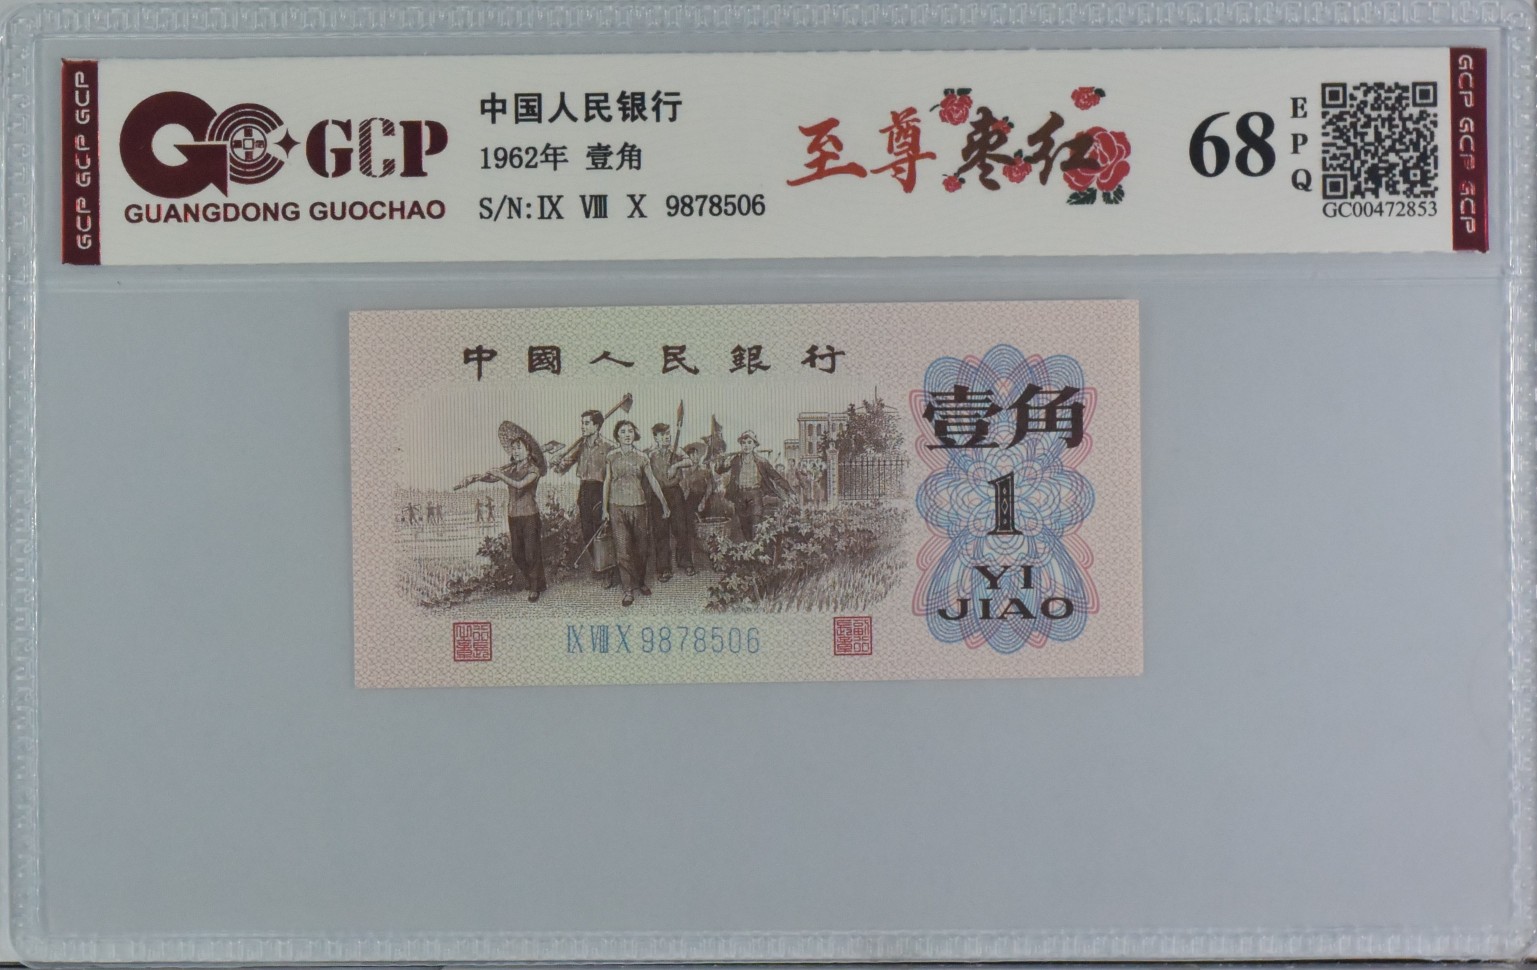 GCP GCP GCP
GCP
GUANGDONG GUOCHAO
中国人民银行
1962年 壹角
S/N: IX VIII X 9878506
至尊枣红
68
EPQ
GC00472853
GCP GCP GCP
中國人民銀行
壹角
1
YI
JIAO
IX VIII X 9878506